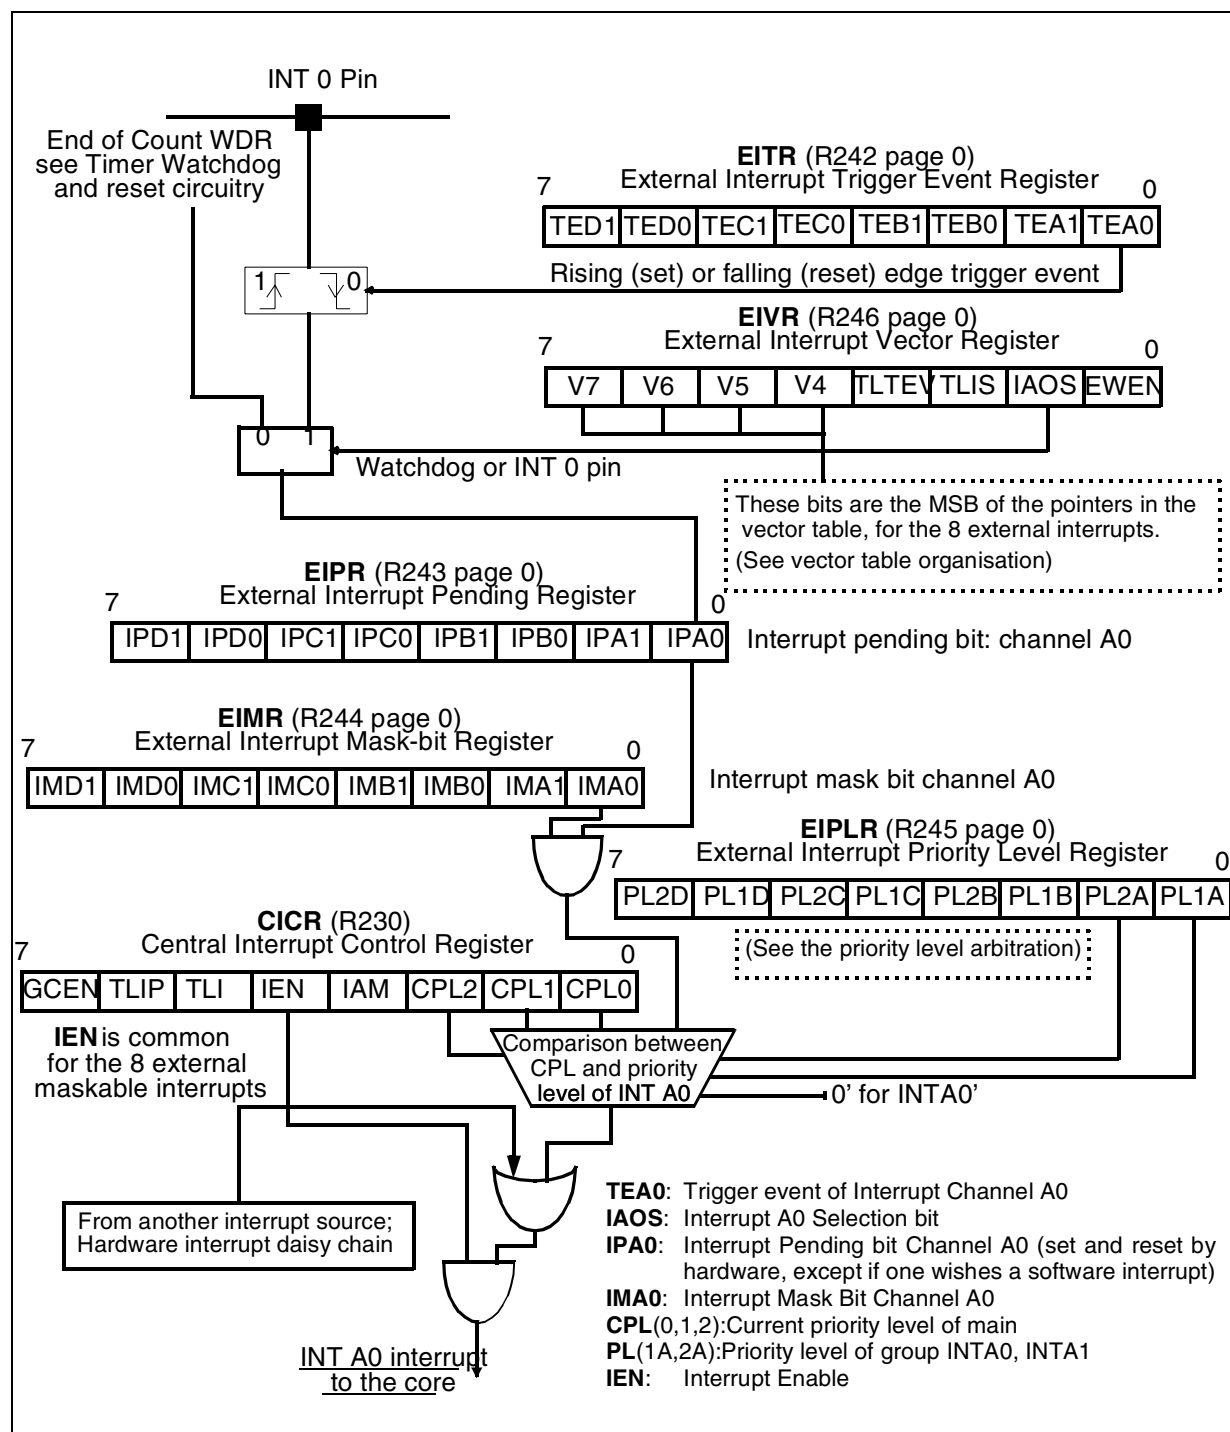 INT 0 Pin
End of Count WDR
see Timer Watchdog
and reset circuitry
EITR (R242 page 0)
External Interrupt Trigger Event Register
7 0
TED1 TED0 TEC1 TEC0 TEB1 TEB0 TEA1 TEA0
1 0
Rising (set) or falling (reset) edge trigger event
EIVR (R246 page 0)
External Interrupt Vector Register
7 0
V7 V6 V5 V4 TLTEV TLIS IAOS EWEN
0 1
Watchdog or INT 0 pin
These bits are the MSB of the pointers in the
vector table, for the 8 external interrupts.
(See vector table organisation)
EIPR (R243 page 0)
External Interrupt Pending Register
7 0
IPD1 IPD0 IPC1 IPC0 IPB1 IPB0 IPA1 IPA0
Interrupt pending bit: channel A0
EIMR (R244 page 0)
External Interrupt Mask-bit Register
7 0
IMD1 IMD0 IMC1 IMC0 IMB1 IMB0 IMA1 IMA0
Interrupt mask bit channel A0
EIPLR (R245 page 0)
External Interrupt Priority Level Register
7 0
PL2D PL1D PL2C PL1C PL2B PL1B PL2A PL1A
(See the priority level arbitration)
CICR (R230)
Central Interrupt Control Register
7 0
GCEN TLIP TLI IEN IAM CPL2 CPL1 CPL0
IEN is common
for the 8 external
maskable interrupts
Comparison between
CPL and priority
level of INT A0
0' for INTA0'
From another interrupt source;
Hardware interrupt daisy chain
INT A0 interrupt
to the core
TEA0: Trigger event of Interrupt Channel A0
IAOS: Interrupt A0 Selection bit
IPA0: Interrupt Pending bit Channel A0 (set and reset by
hardware, except if one wishes a software interrupt)
IMA0: Interrupt Mask Bit Channel A0
CPL(0,1,2):Current priority level of main
PL(1A,2A):Priority level of group INTA0, INTA1
IEN: Interrupt Enable